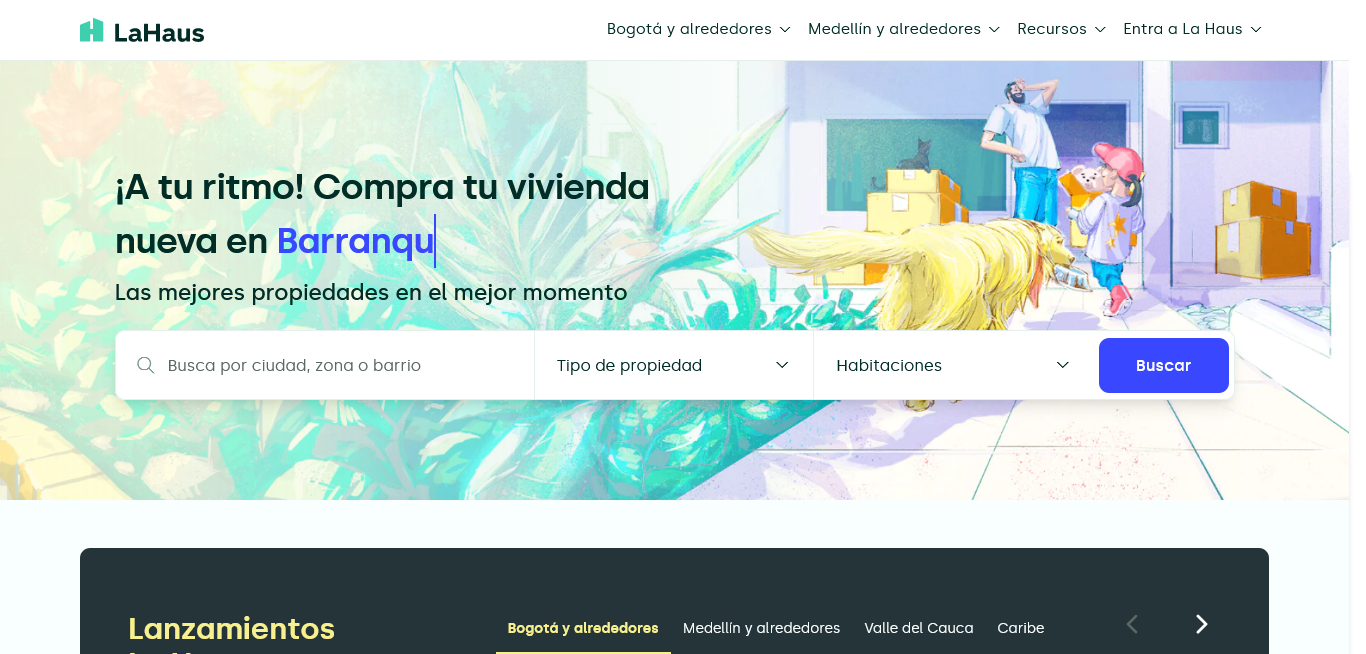 LaHaus
Bogotá y alrededores
Medellín y alrededores
Recursos
Entra a La Haus
¡A tu ritmo! Compra tu vivienda
nueva en Barranqu
Las mejores propiedades en el mejor momento
Busca por ciudad, zona o barrio
Tipo de propiedad
Habitaciones
Buscar
Lanzamientos
Bogotá y alrededores
Medellín y alrededores
Valle del Cauca
Caribe